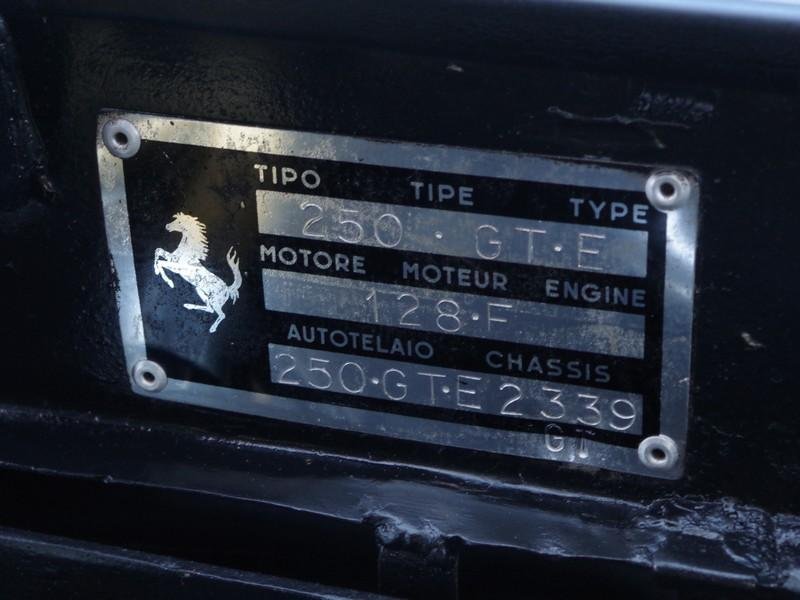 TIPO TIPE TYPE
250 · GT·E
MOTORE MOTEUR ENGINE
128·F
AUTOTELAIO CHASSIS
250·GT·E 2339
GT